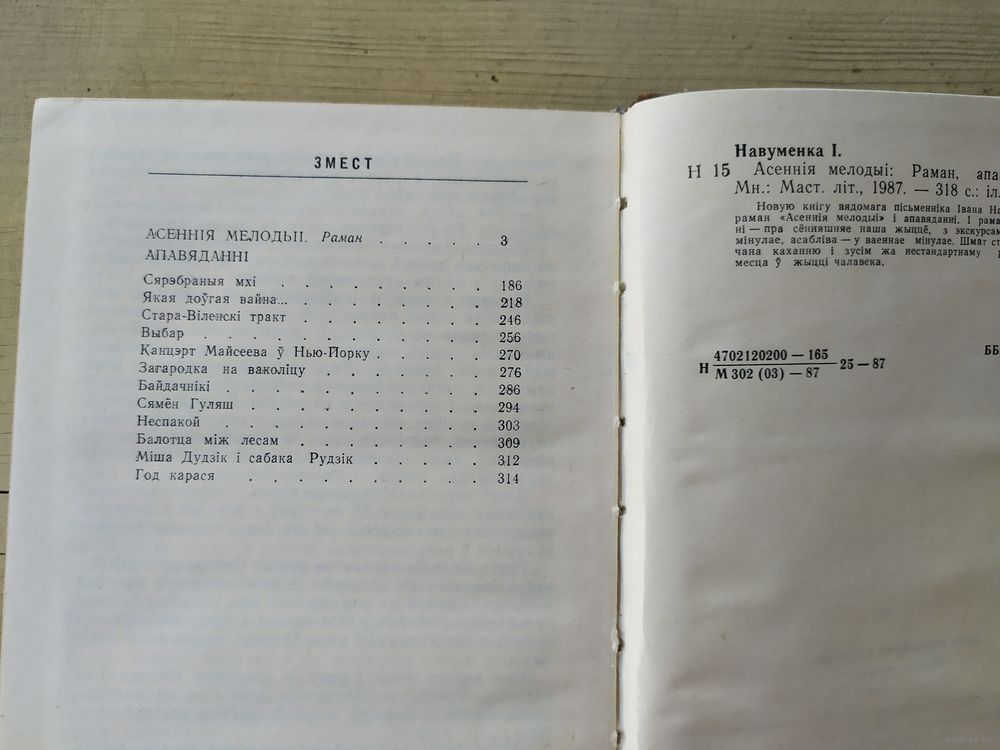 ЗМЕСТ
АСЕННІЯ МЕЛОДЫІ. Раман . . . . . 3
АПАВЯДАННІ
Сярэбраныя мхі . . . . . . . . . 186
Якая доўгая вайна... . . . . . . . . 218
Стара-Віленскі тракт . . . . . . . . 246
Выбар . . . . . . . . . . . 256
Канцэрт Майсеева ў Нью-Йорку . . . . . 270
Загародка на ваколіцу . . . . . . . 276
Байдачнікі . . . . . . . . . . 286
Сямён Гуляш . . . . . . . . . 294
Неспакой . . . . . . . . . . 303
Балотца між лесам . . . . . . . 309
Міша Дудзік і сабака Рудзік . . . . . 312
Год карася . . . . . . . . . 314
Навуменка І.
Н 15 Асеннія мелодыі: Раман, апа
Мн.: Маст. літ., 1987. — 318 с.: іл.
Новую кнігу вядомага пісьменніка Івана На
раман «Асеннія мелодыі» і апавяданні. І рама
ні — пра сённяшняе наша жыццё, з экскурсам
мінулае, асабліва — у ваеннае мінулае. Шмат ст
чана каханню і зусім жа нестандартнаму
месца ў жыцці чалавека.
ББ
Н 4702120200 — 165 25 — 87
М 302 (03) — 87